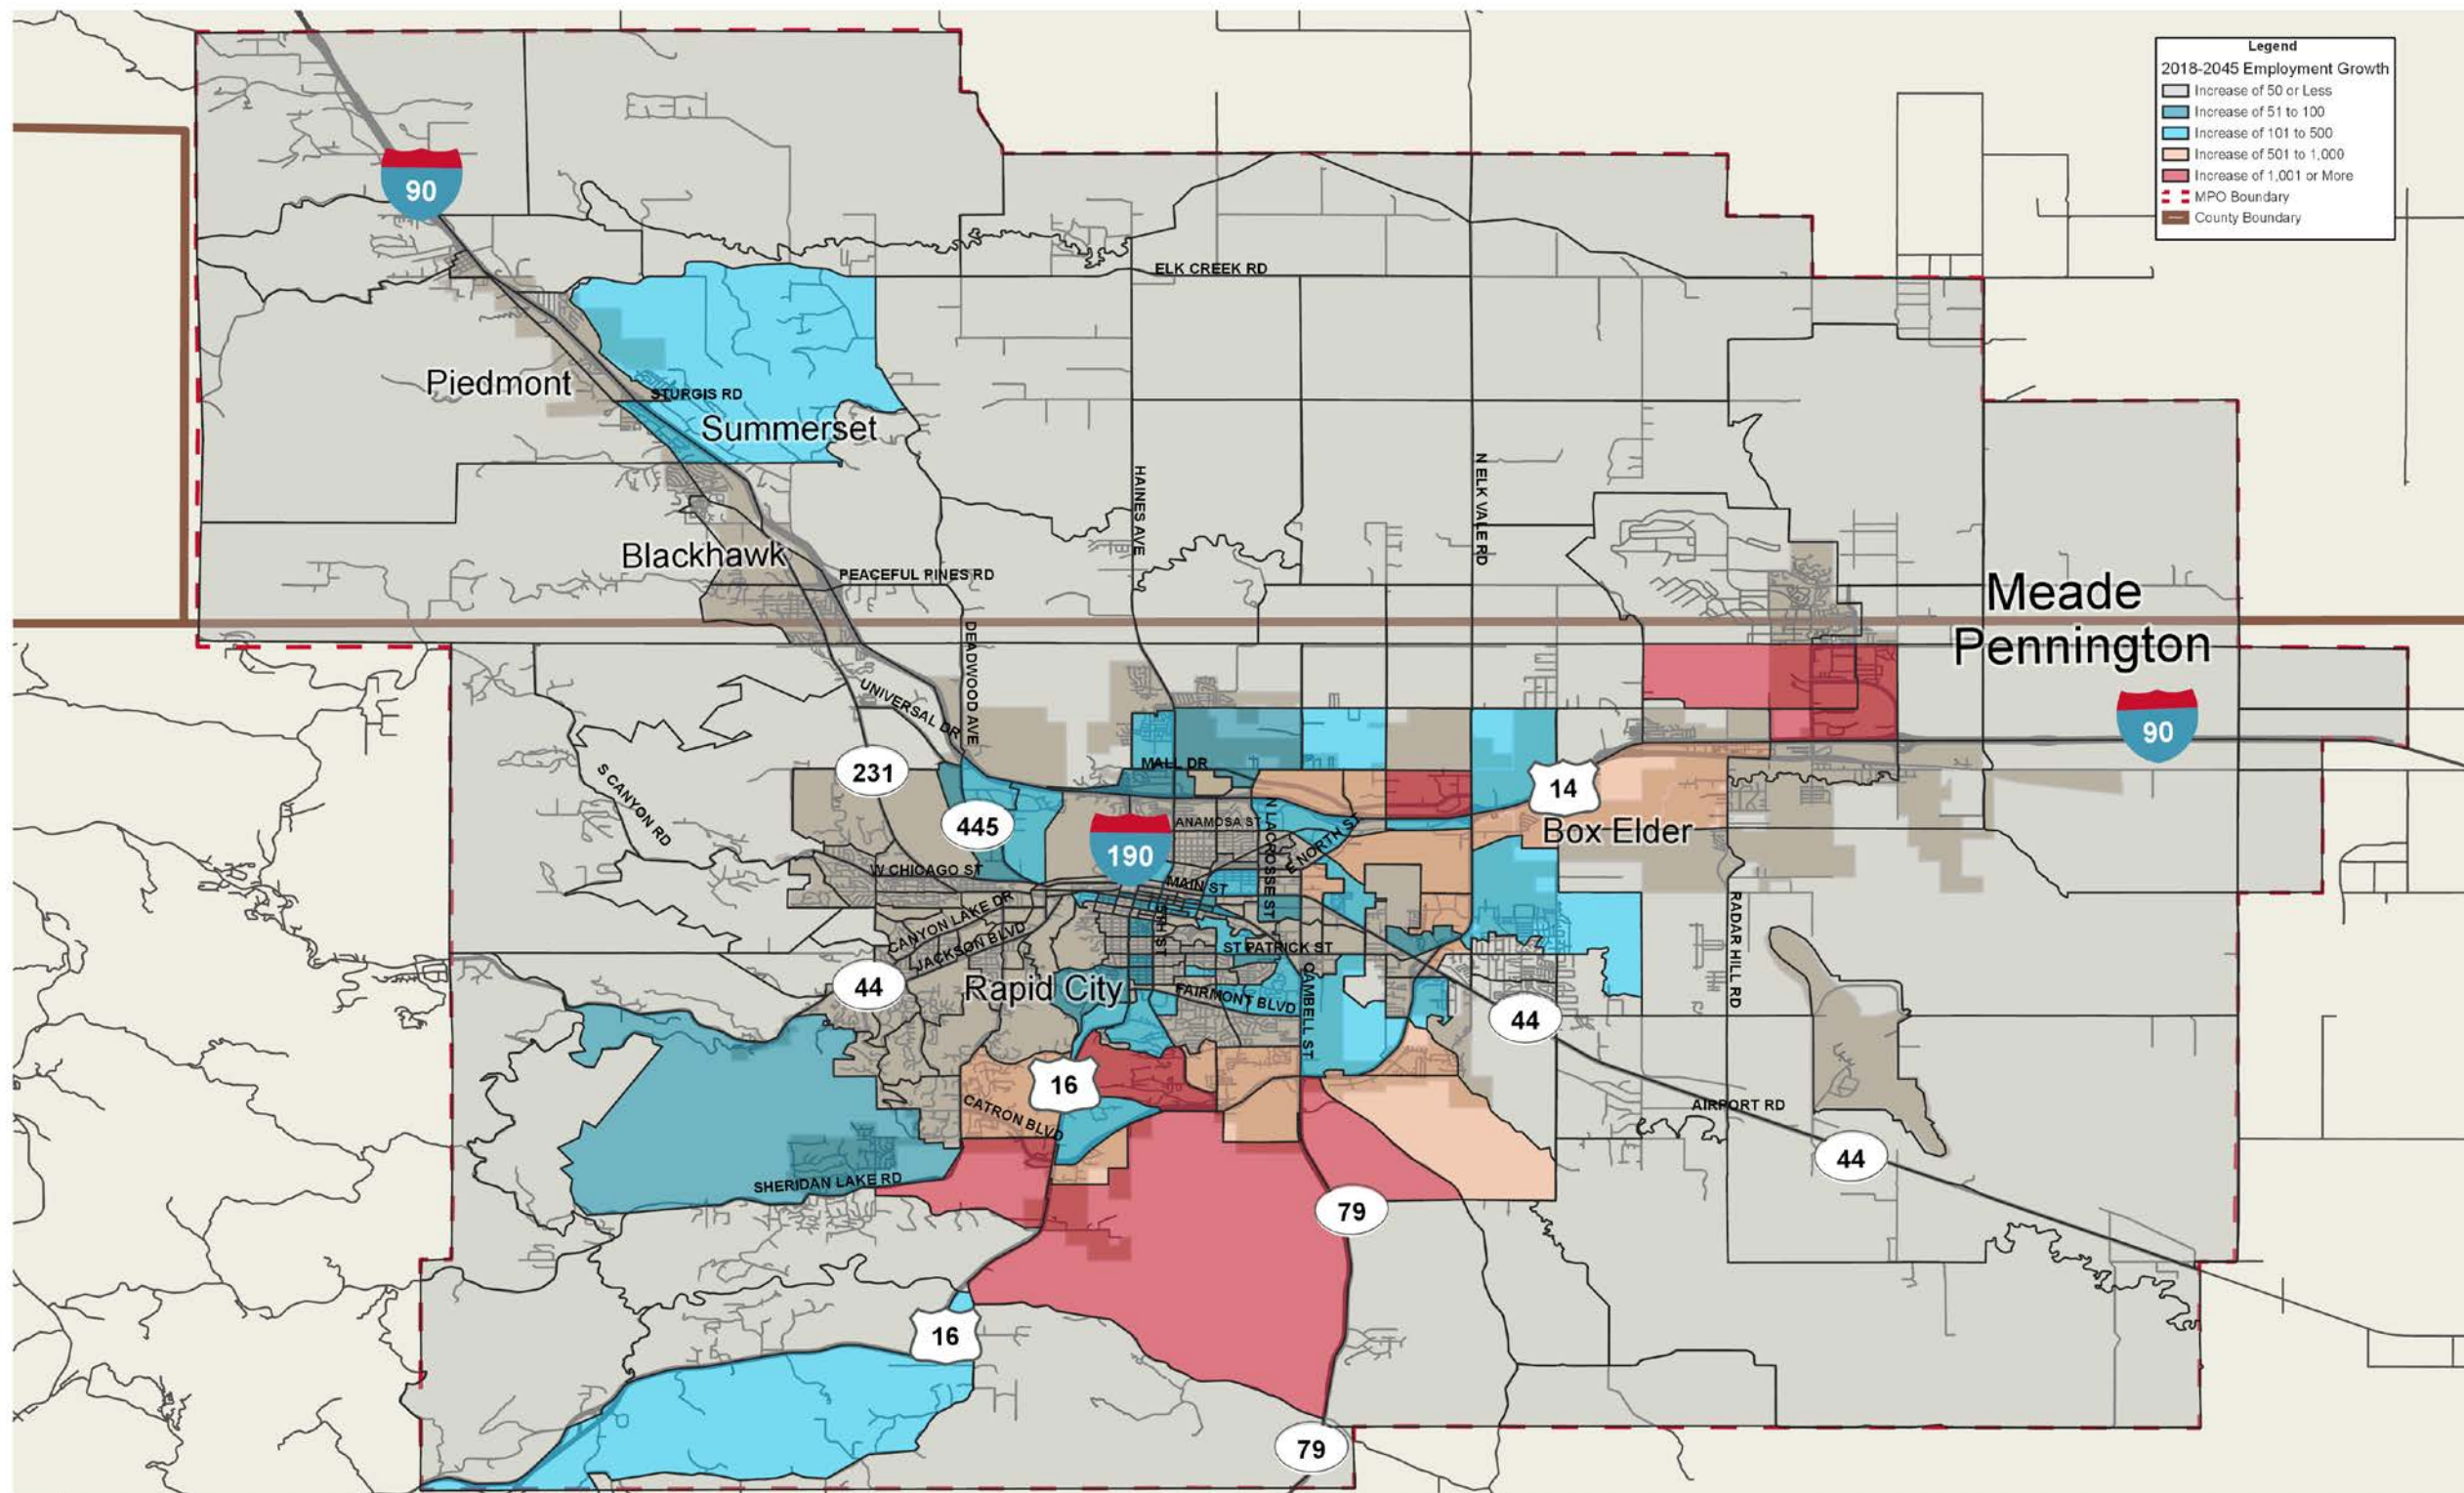 Legend
2018-2045 Employment Growth
Increase of 50 or Less
Increase of 51 to 100
Increase of 101 to 500
Increase of 501 to 1,000
Increase of 1,001 or More
MPO Boundary
County Boundary
90
ELK CREEK RD
Piedmont
STURGIS RD
Summerset
HAINES AVE
N ELK VALE RD
Blackhawk
PEACEFUL PINES RD
Meade
Pennington
DEADWOOD AVE
UNIVERSAL DR
90
231
S CANYON RD
MALL DR
14
445
N LACROSSE ST
ANAMOSA ST
E NORTH ST
Box Elder
190
W CHICAGO ST
MAIN ST
CANYON LAKE DR
5TH ST
RADAR HILL RD
JACKSON BLVD
ST PATRICK ST
44
Rapid City
FAIRMONT BLVD
CAMBELL ST
44
16
CATRON BLVD
AIRPORT RD
44
SHERIDAN LAKE RD
79
16
79